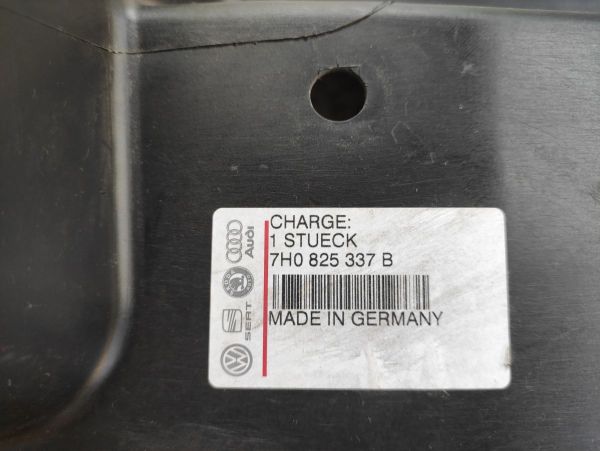 CHARGE:
1 STUECK
7H0 825 337 B
MADE IN GERMANY
Audi
SEAT